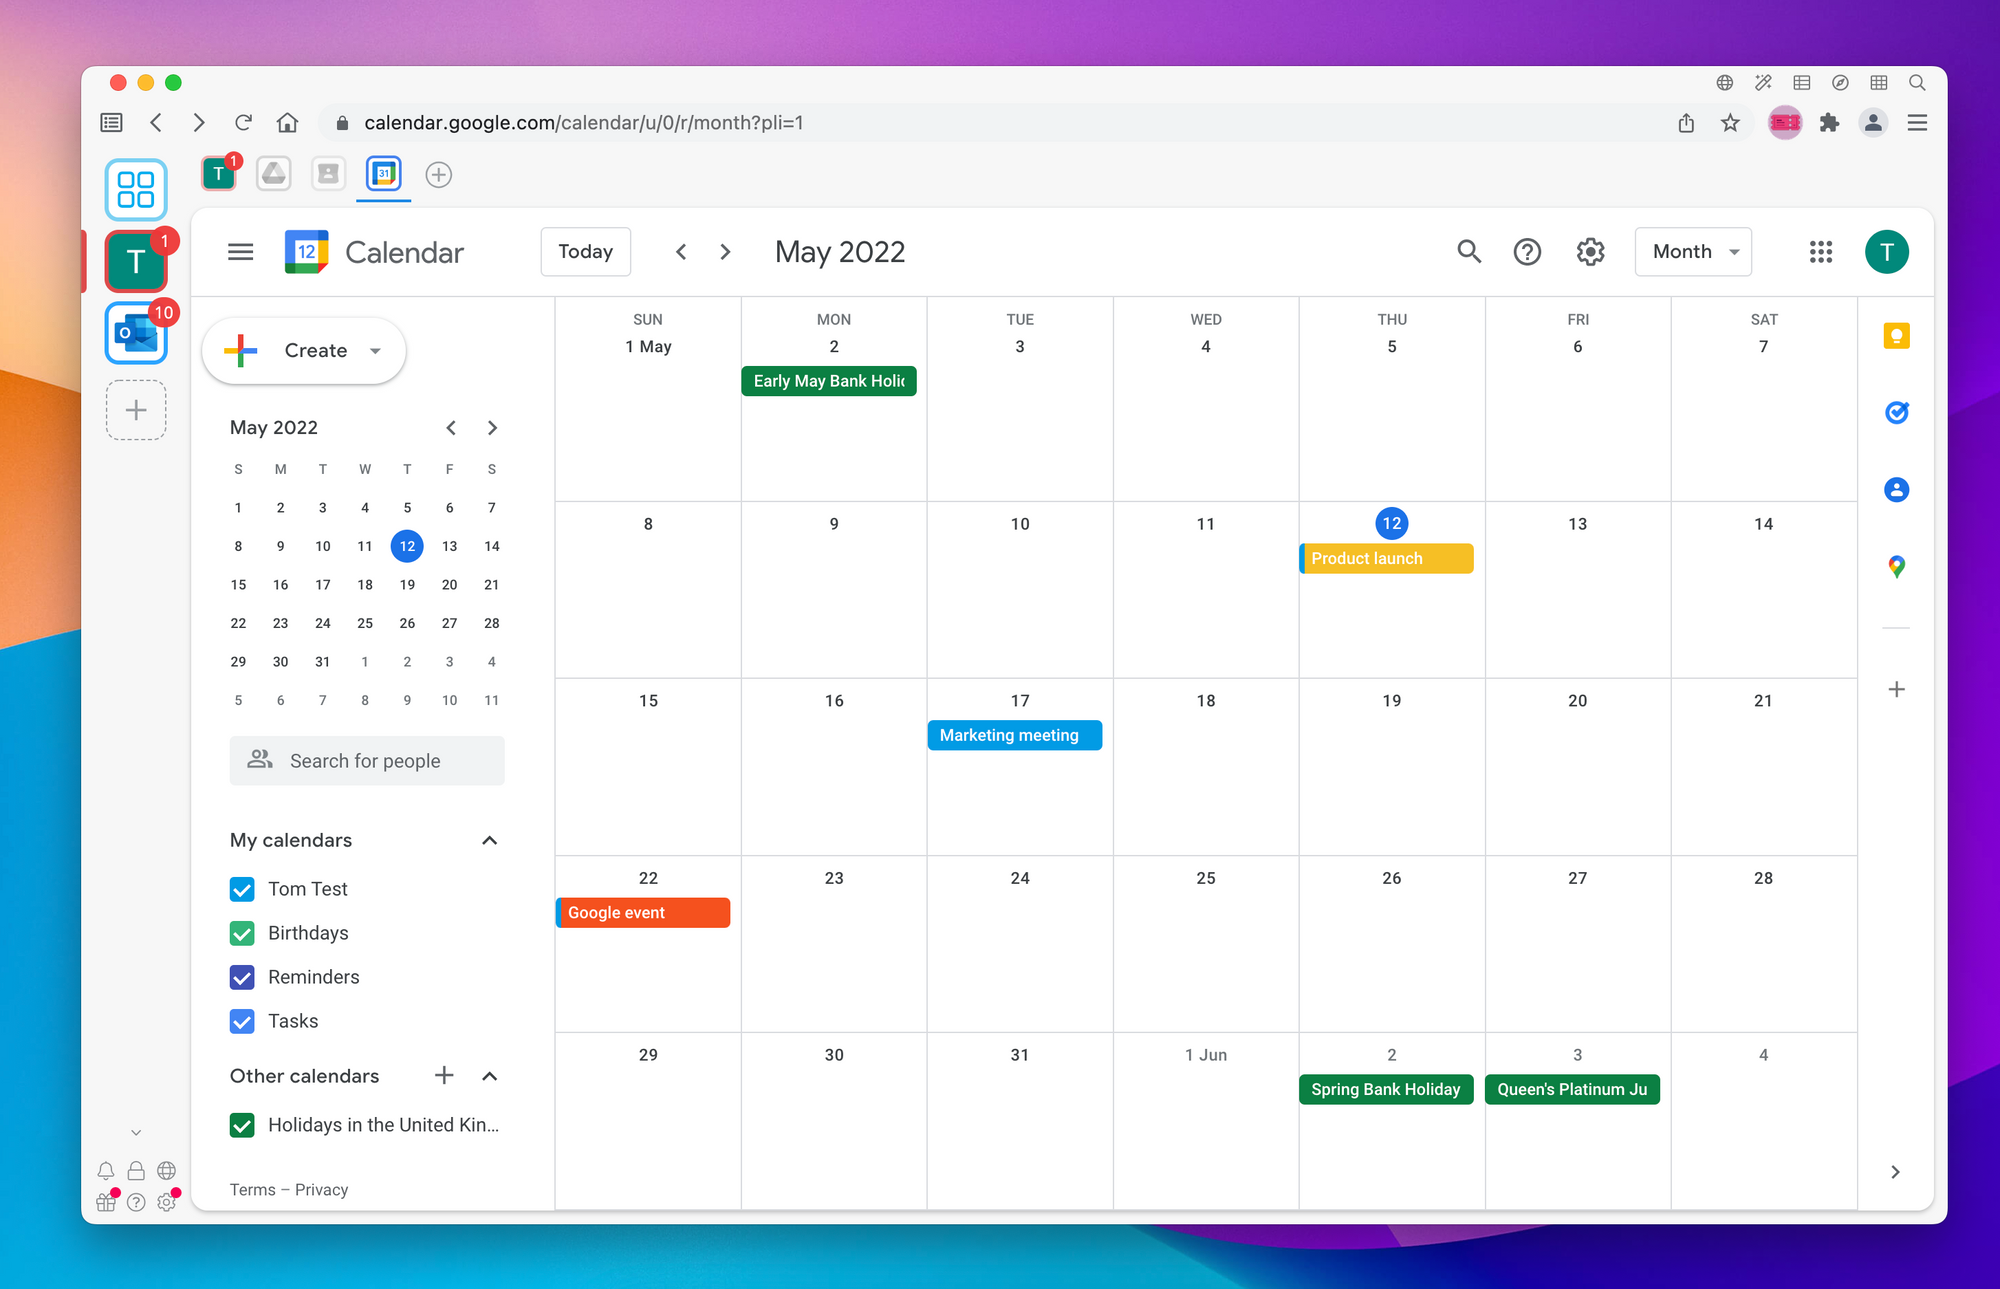 calendar.google.com/calendar/u/0/r/month?pli=1
T 1
31
T 1
10
O
12 Calendar
Today
May 2022
Month
T
Create
May 2022
S M T W T F S
1 2 3 4 5 6 7
8 9 10 11 12 13 14
15 16 17 18 19 20 21
22 23 24 25 26 27 28
29 30 31 1 2 3 4
5 6 7 8 9 10 11
Search for people
My calendars
Tom Test
Birthdays
Reminders
Tasks
Other calendars
Holidays in the United Kin...
Terms – Privacy
SUN MON TUE WED THU FRI SAT
1 May 2 3 4 5 6 7
Early May Bank Holi
8 9 10 11 12 13 14
Product launch
15 16 17 18 19 20 21
Marketing meeting
22 23 24 25 26 27 28
Google event
29 30 31 1 Jun 2 3 4
Spring Bank Holiday Queen's Platinum Ju